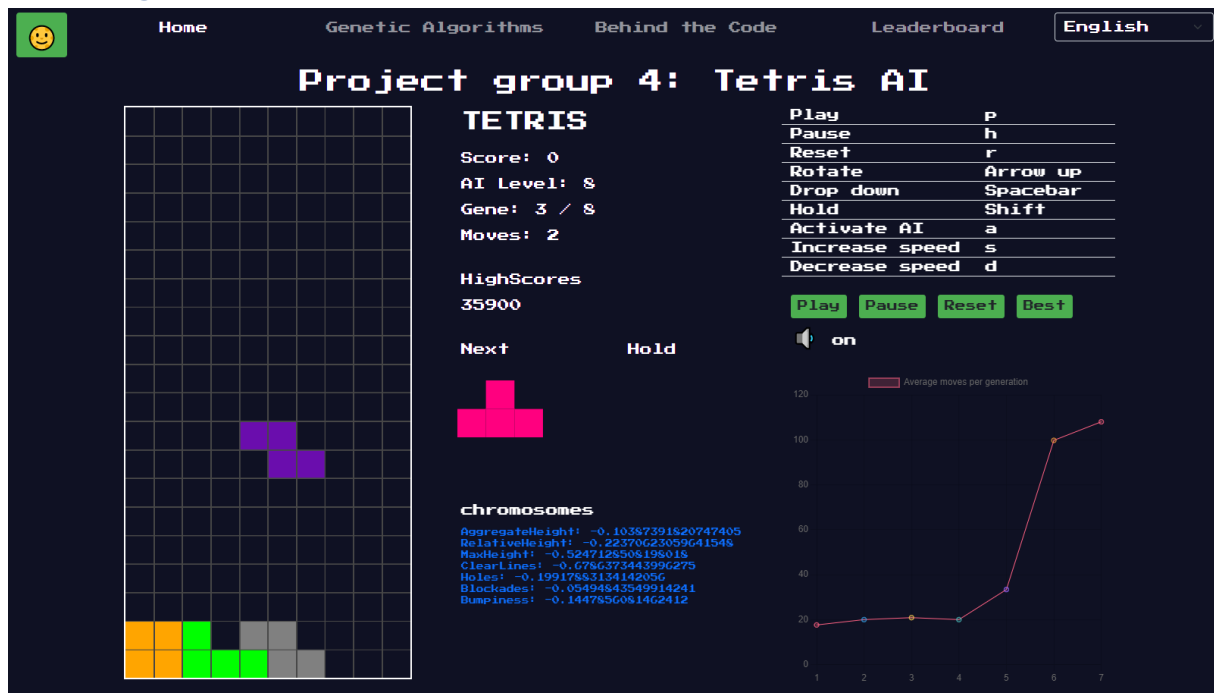 Home Genetic Algorithms Behind the Code Leaderboard English
Project group 4: Tetris AI
TETRIS
Score: 0
AI Level: 8
Gene: 3 / 8
Moves: 2
HighScores
35900
Next Hold
chromosomes
AggregateHeight: -0.10387391820747405
RelativeHeight: -0.22370623059641548
MaxHeight: -0.524712850819801​8
ClearLines: -0.6786373443996275
Holes: -0.19917883134142056
Blockades: -0.05494843549914241
Bumpiness: -0.1447856081462412
Play p
Pause h
Reset r
Rotate Arrow up
Drop down Spacebar
Hold Shift
Activate AI a
Increase speed s
Decrease speed d
Play Pause Reset Best
on
Average moves per generation
120
100
80
60
40
20
0
1 2 3 4 5 6 7